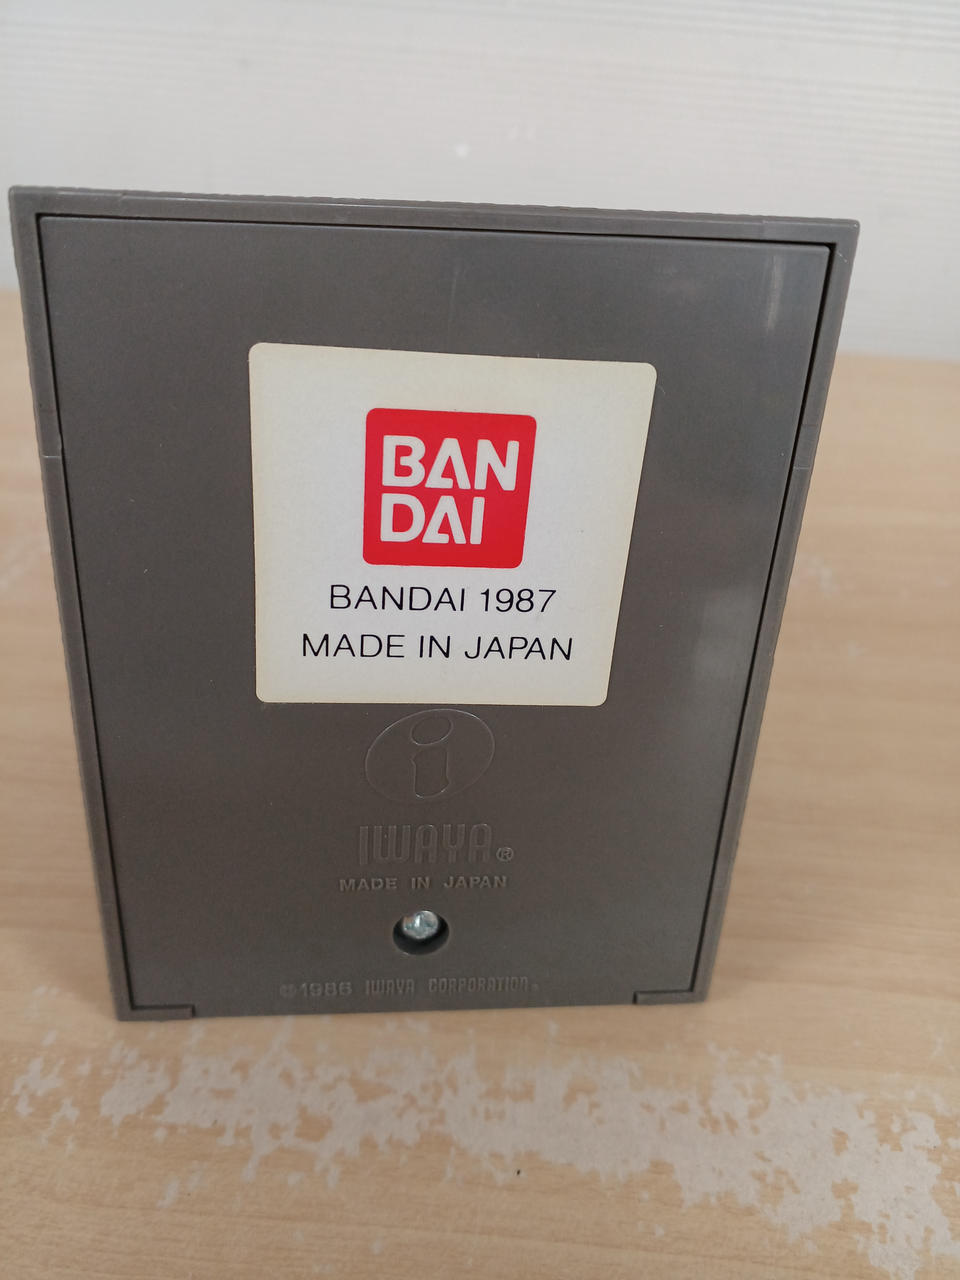 BAN
DAI
BANDAI 1987
MADE IN JAPAN
i
IWAYA®
MADE IN JAPAN
©1986 IWAYA CORPORATION.